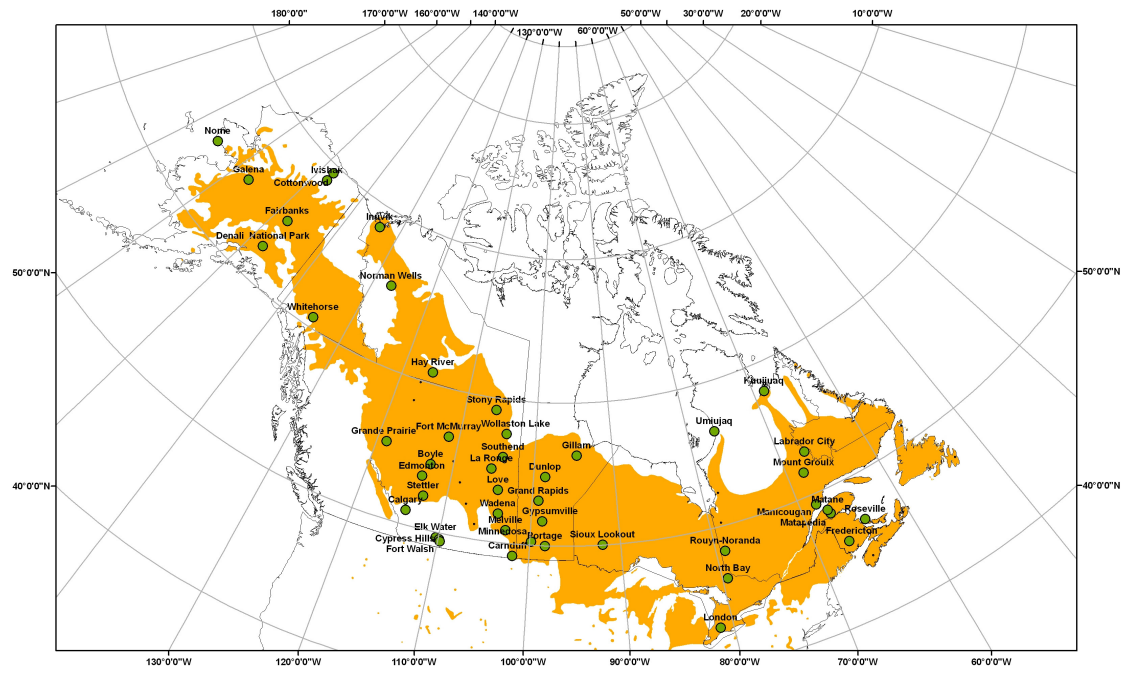 180°0'0"W 170°0'0"W 160°0'0"W 140°0'0"W 50°0'0"W 30°0'0"W 20°0'0"W 10°0'0"W
130°0'0"W 60°0'0"W
Nome
Galena
Ivishak
Cottonwood
Fairbanks
Inuvik
Denali National Park
50°0'0"N 50°0'0"N
Norman Wells
Whitehorse
Hay River
Kuujjuaq
Stony Rapids
Umiujaq
Wollaston Lake
Fort McMurray
Grande Prairie
Labrador City
Southend
Gillam
Boyle
La Ronge
Mount Groulx
Edmonton
Dunlop
Love
Stettler
40°0'0"N 40°0'0"N
Grand Rapids
Calgary
Matane
Wadena
Gypsumville
Manicougan
Roseville
Melville
Matapedia
Elk Water
Minnedosa
Fredericton
Cypress Hills
Portage
Sioux Lookout
Rouyn-Noranda
Carnduff
Fort Walsh
North Bay
London
130°0'0"W 120°0'0"W 110°0'0"W 100°0'0"W 90°0'0"W 80°0'0"W 70°0'0"W 60°0'0"W